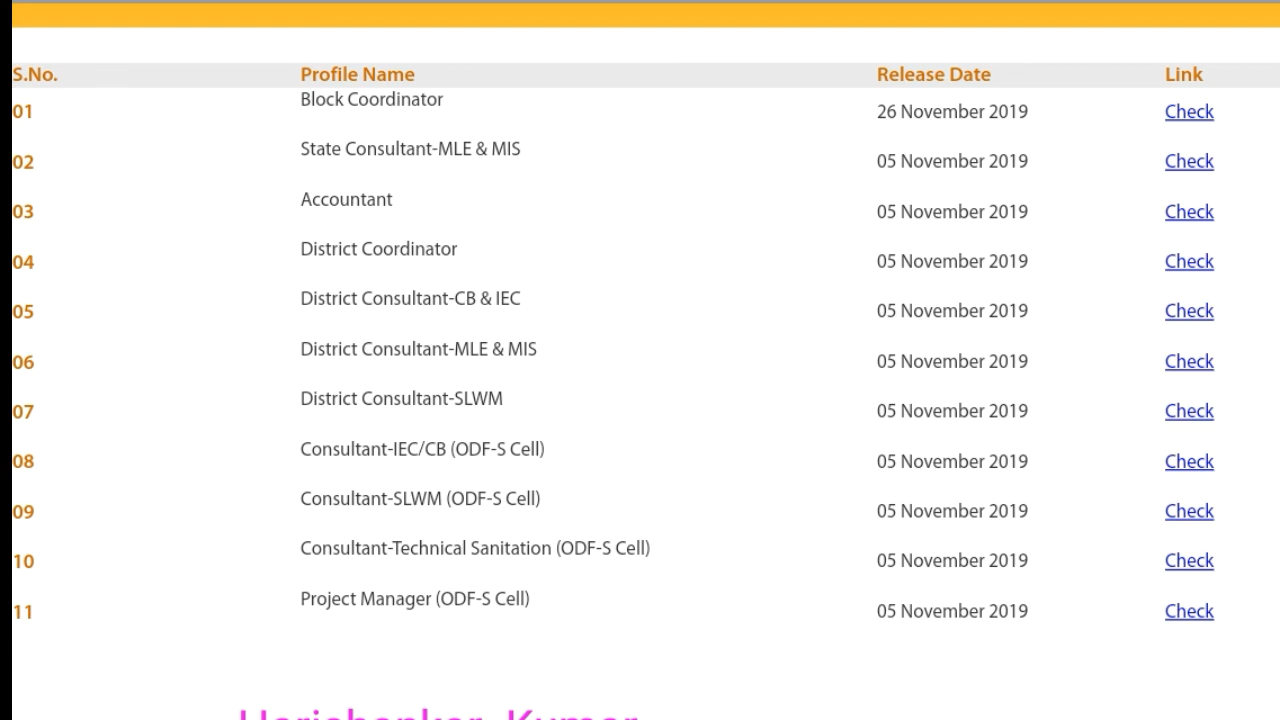 S.No. Profile Name Release Date Link
01 Block Coordinator 26 November 2019 Check
02 State Consultant-MLE & MIS 05 November 2019 Check
03 Accountant 05 November 2019 Check
04 District Coordinator 05 November 2019 Check
05 District Consultant-CB & IEC 05 November 2019 Check
06 District Consultant-MLE & MIS 05 November 2019 Check
07 District Consultant-SLWM 05 November 2019 Check
08 Consultant-IEC/CB (ODF-S Cell) 05 November 2019 Check
09 Consultant-SLWM (ODF-S Cell) 05 November 2019 Check
10 Consultant-Technical Sanitation (ODF-S Cell) 05 November 2019 Check
11 Project Manager (ODF-S Cell) 05 November 2019 Check
Kumar